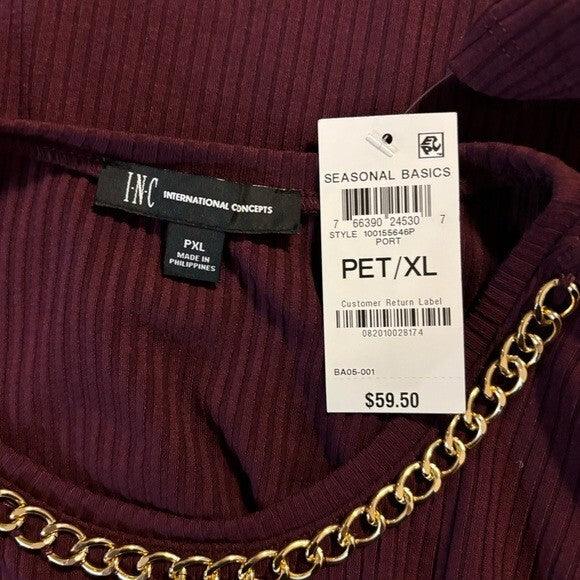 I·N·C INTERNATIONAL CONCEPTS
PXL
MADE IN
PHILIPPINES
SEASONAL BASICS
7 66390 24530 7
STYLE 100155646P
PORT
PET/XL
Customer Return Label
082010028174
BA05-001
$59.50